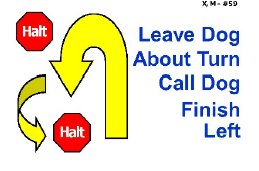 X, M - #59
Halt
Leave Dog
About Turn
Call Dog
Finish
Left
Halt